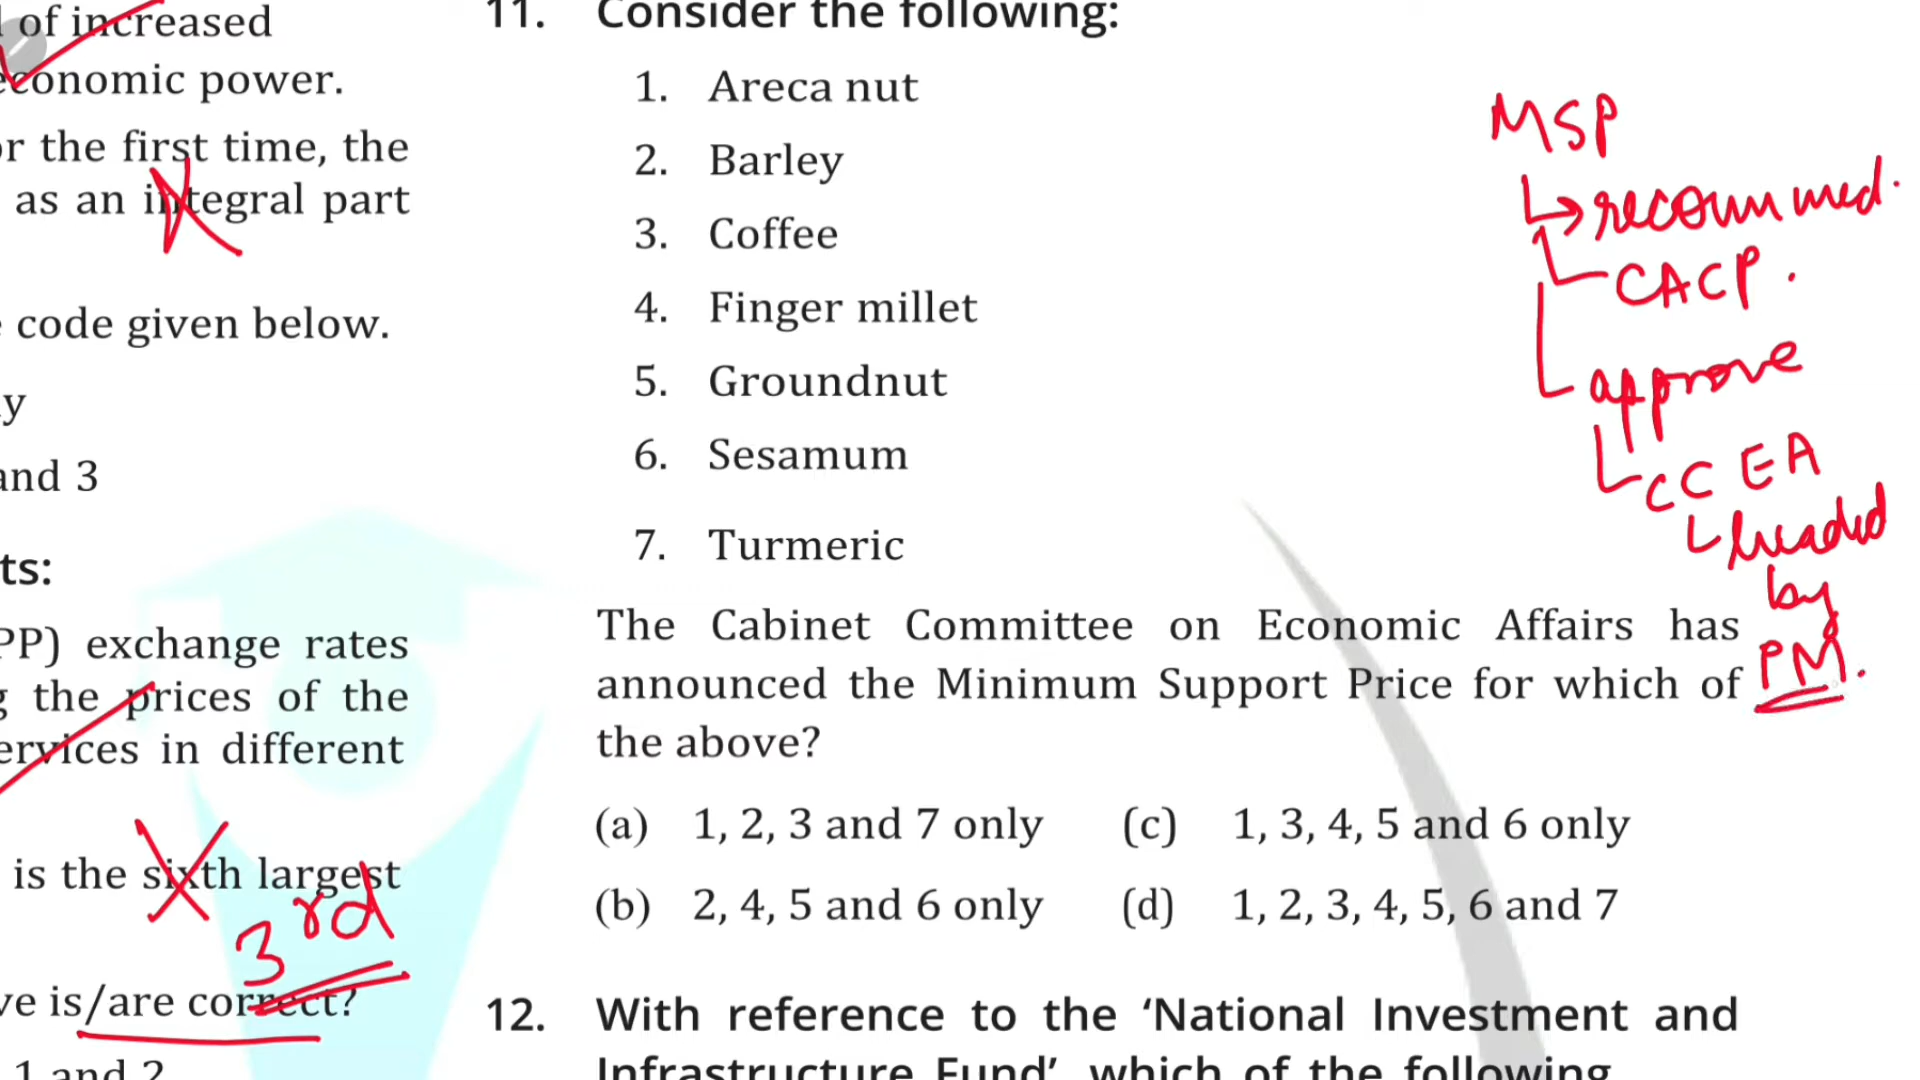 of increased
economic power.
or the first time, the
as an integral part
code given below.
y
and 3
ts:
PP) exchange rates
the prices of the
ervices in different
is the sixth largest
3rd
ve is/are correct?
1 and 2
11. Consider the following:
1. Areca nut
2. Barley
3. Coffee
4. Finger millet
5. Groundnut
6. Sesamum
7. Turmeric
The Cabinet Committee on Economic Affairs has
announced the Minimum Support Price for which of
the above?
(a) 1, 2, 3 and 7 only (c) 1, 3, 4, 5 and 6 only
(b) 2, 4, 5 and 6 only (d) 1, 2, 3, 4, 5, 6 and 7
12. With reference to the ‘National Investment and
Infrastructure Fund’, which of the following
MSP
CACP.
approve
CCEA
headed
by
PM.